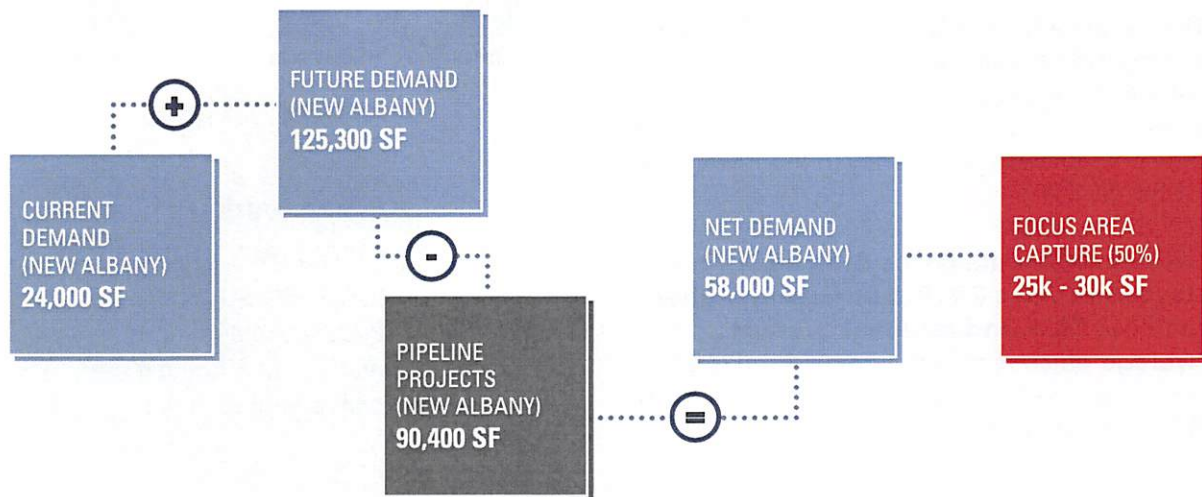 CURRENT
DEMAND
(NEW ALBANY)
24,000 SF
+
FUTURE DEMAND
(NEW ALBANY)
125,300 SF
-
PIPELINE
PROJECTS
(NEW ALBANY)
90,400 SF
=
NET DEMAND
(NEW ALBANY)
58,000 SF
FOCUS AREA
CAPTURE (50%)
25k - 30k SF